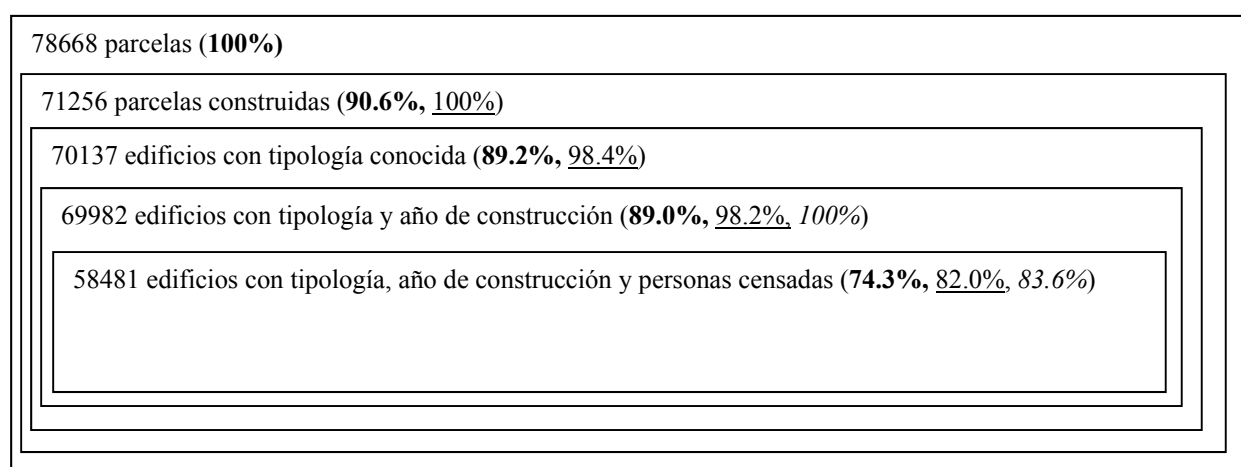 78668 parcelas (100%)
71256 parcelas construidas (90.6%, 100%)
70137 edificios con tipología conocida (89.2%, 98.4%)
69982 edificios con tipología y año de construcción (89.0%, 98.2%, 100%)
58481 edificios con tipología, año de construcción y personas censadas (74.3%, 82.0%, 83.6%)